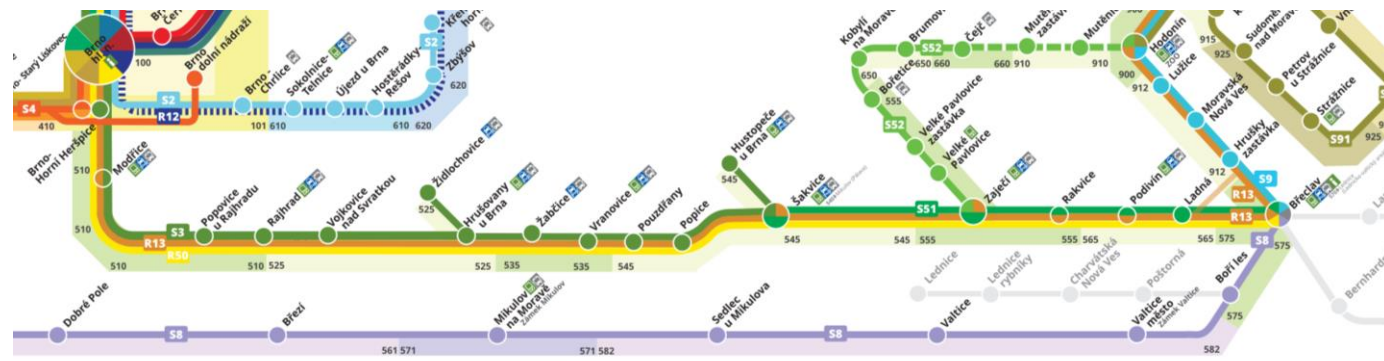 Brno-Starý Lískovec
Brno
hl. n.
100
Brno
dolní nádraží
S4
410
Brno-
Horní Heršpice
S2
R12
Brno-
Chrlice
101
610
Sokolnice-
Telnice
Újezd u Brna
Hostěrádky-
Rešov
610
620
Zbýšov
S2
620
510
Modřice
510
S3
R13
R50
510
Popovice
u Rajhradu
Rajhrad
510
525
Vojkovice
nad Svratkou
Židlochovice
525
Hrušovany
u Brna
525
535
Žabčice
535
Vranovice
545
Pouzdřany
Popice
Hustopeče
u Brna
545
Šakvice
545
S51
545
555
Zaječí
Rakvice
555
565
Podivín
Ladná
565
575
Kobylí
na Moravě
650
Brumov
S52
650
660
Čejč
660
910
Mutěnice
zastávka
Mutěnice
910
900
Hodonín
ZOO
912
Lužice
Moravská
Nová Ves
Hrušky
zastávka
912
S9
R13
R13
Břeclav
575
S8
Bořetice
555
S52
Velké Pavlovice
zastávka
Velké
Pavlovice
915
925
Sudoměřice
nad Moravou
Petrov
u Strážnice
Strážnice
S91
925
Lednice
Lednice
rybníky
Charvátská
Nová Ves
Poštorná
Boří les
575
Bernhards
Dobré Pole
S8
Březí
561
571
Mikulov
na Moravě
Zámek Mikulov
571
582
Sedlec
u Mikulova
S8
Valtice
Valtice
město
Zámek Valtice
582